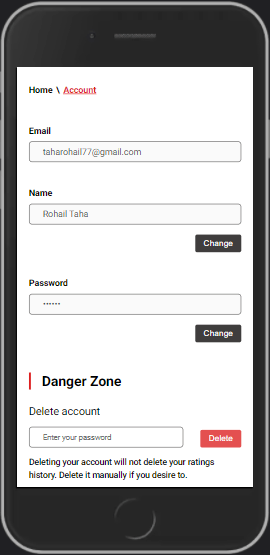 Home \ Account
Email
taharohail77@gmail.com
Name
Rohail Taha
Change
Password
••••••
Change
Danger Zone
Delete account
Enter your password
Delete
Deleting your account will not delete your ratings
history. Delete it manually if you desire to.